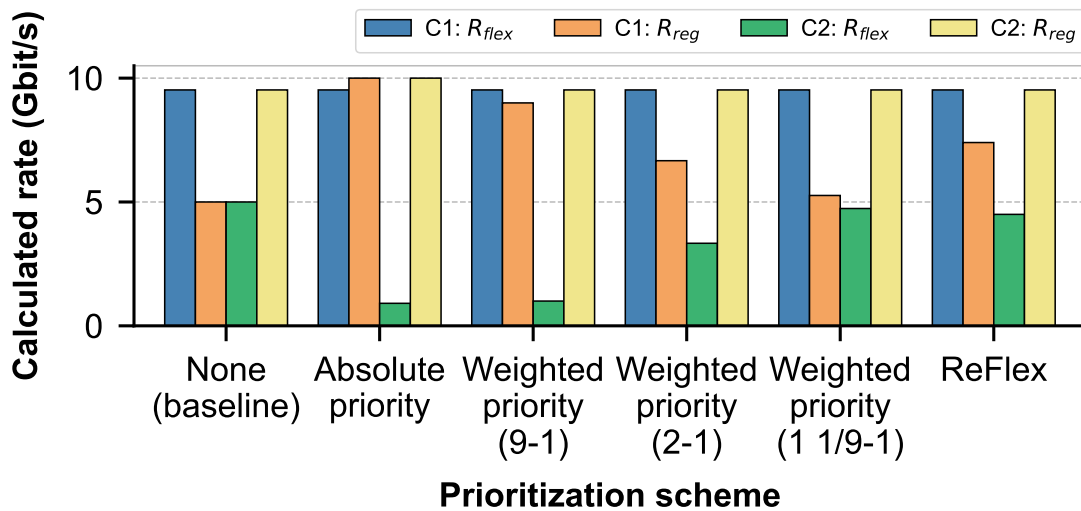 C1: R_flex C1: R_reg C2: R_flex C2: R_reg
Calculated rate (Gbit/s)
10
5
0
None
(baseline)
Absolute
priority
Weighted
priority
(9-1)
Weighted
priority
(2-1)
Weighted
priority
(1 1/9-1)
ReFlex
Prioritization scheme